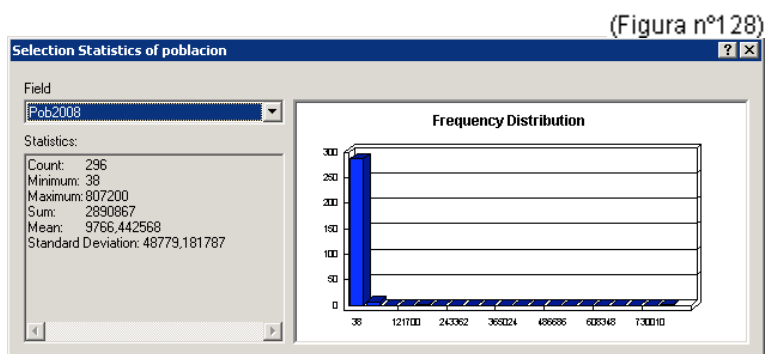 (Figura nº128)
Selection Statistics of poblacion
Field
Pob2008
Statistics:
Count: 296
Minimum: 38
Maximum: 807200
Sum: 2890867
Mean: 9766,442568
Standard Deviation: 48779,181787
Frequency Distribution
300
250
200
150
100
50
0
38 121700 243362 365024 486686 608348 730010